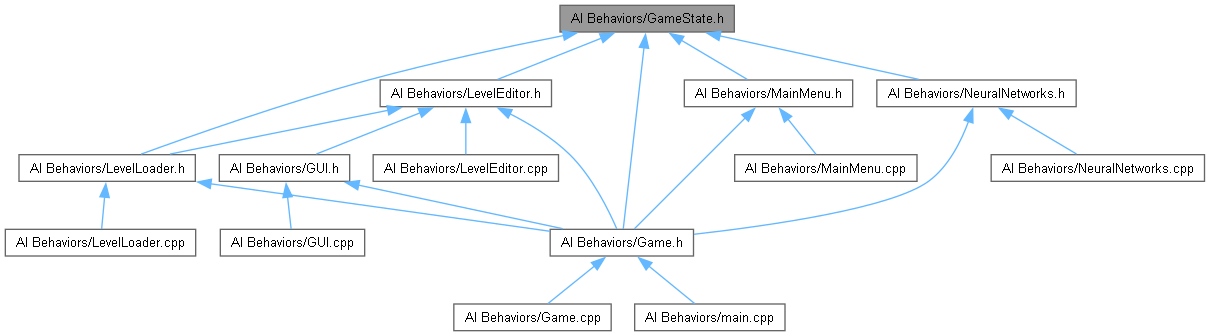 AI Behaviors/GameState.h
AI Behaviors/LevelEditor.h
AI Behaviors/MainMenu.h
AI Behaviors/NeuralNetworks.h
AI Behaviors/LevelLoader.h
AI Behaviors/GUI.h
AI Behaviors/LevelEditor.cpp
AI Behaviors/MainMenu.cpp
AI Behaviors/NeuralNetworks.cpp
AI Behaviors/LevelLoader.cpp
AI Behaviors/GUI.cpp
AI Behaviors/Game.h
AI Behaviors/Game.cpp
AI Behaviors/main.cpp